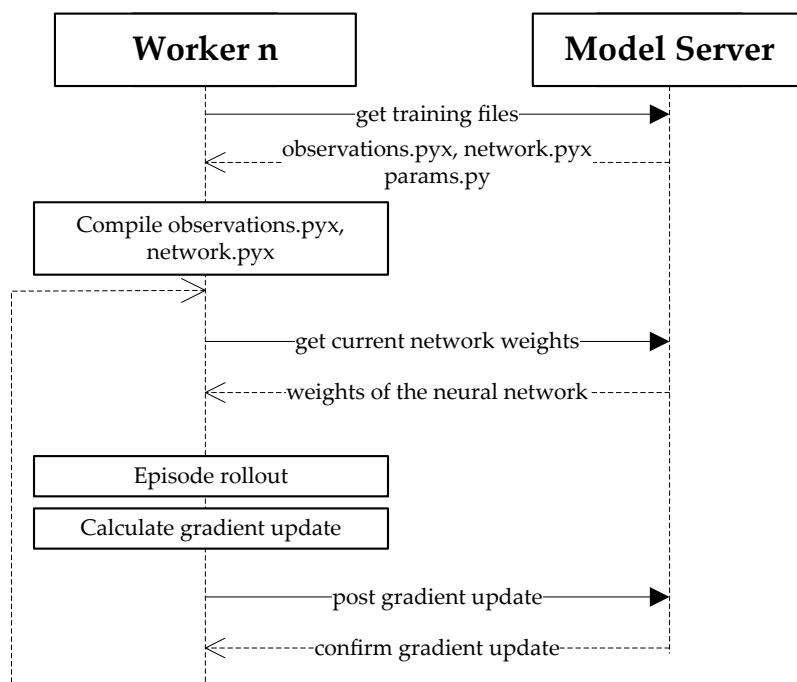 Worker n
Model Server
get training files
observations.pyx, network.pyx
params.py
Compile observations.pyx,
network.pyx
get current network weights
weights of the neural network
Episode rollout
Calculate gradient update
post gradient update
confirm gradient update